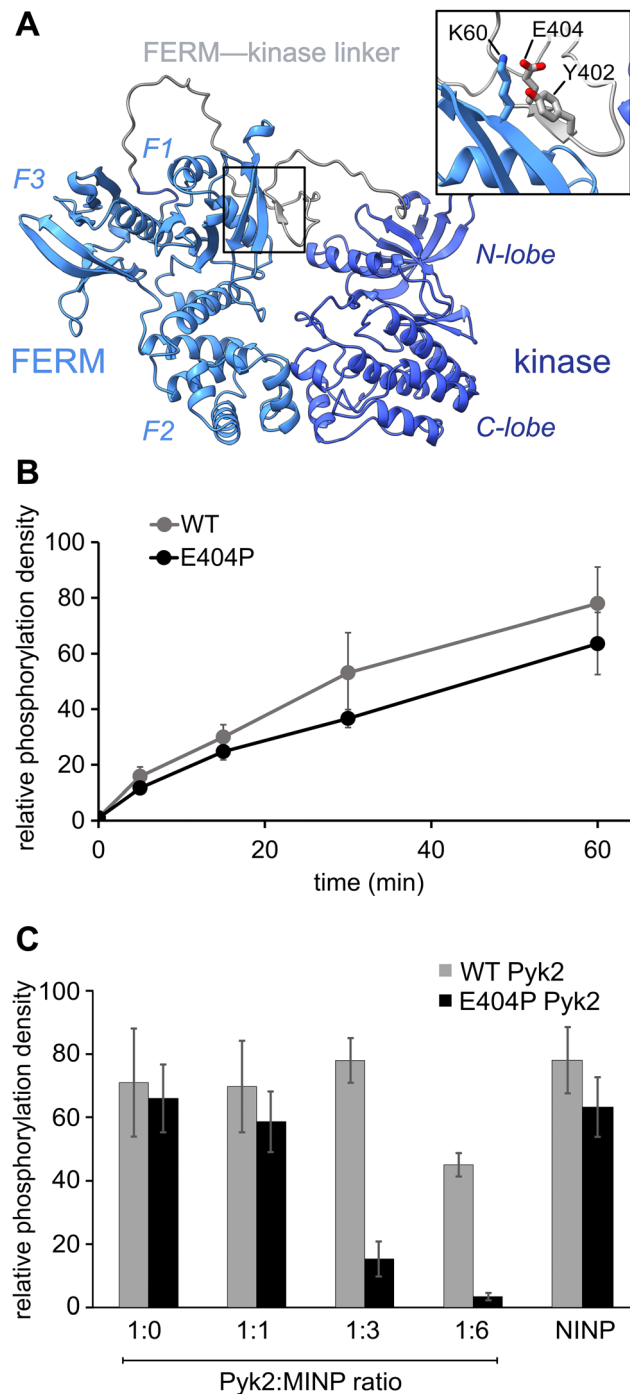 A
FERM—kinase linker
K60
E404
Y402
F1
F3
N-lobe
FERM
kinase
F2
C-lobe
B
WT
E404P
relative phosphorylation density
100
80
60
40
20
0
0 20 40 60
time (min)
C
WT Pyk2
E404P Pyk2
relative phosphorylation density
100
80
60
40
20
0
1:0 1:1 1:3 1:6 NINP
Pyk2:MINP ratio